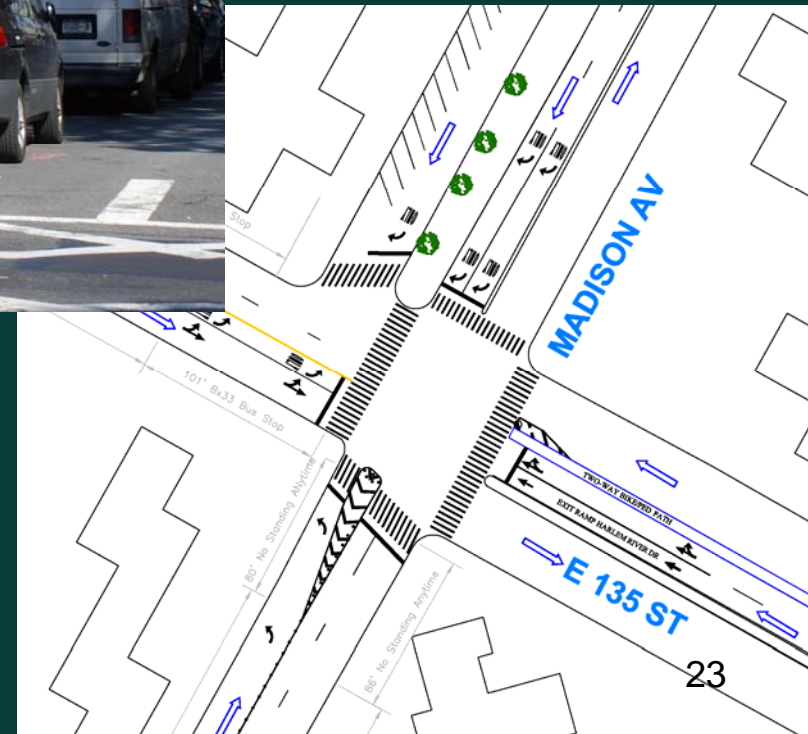 Stop
MADISON AV
101' Bx33 Bus Stop
80' No Standing ANytime
TWO-WAY BIKE/PED PATH
EXIT RAMP HARLEM RIVER DR
E 135 ST
86' No Standing Anytime
23